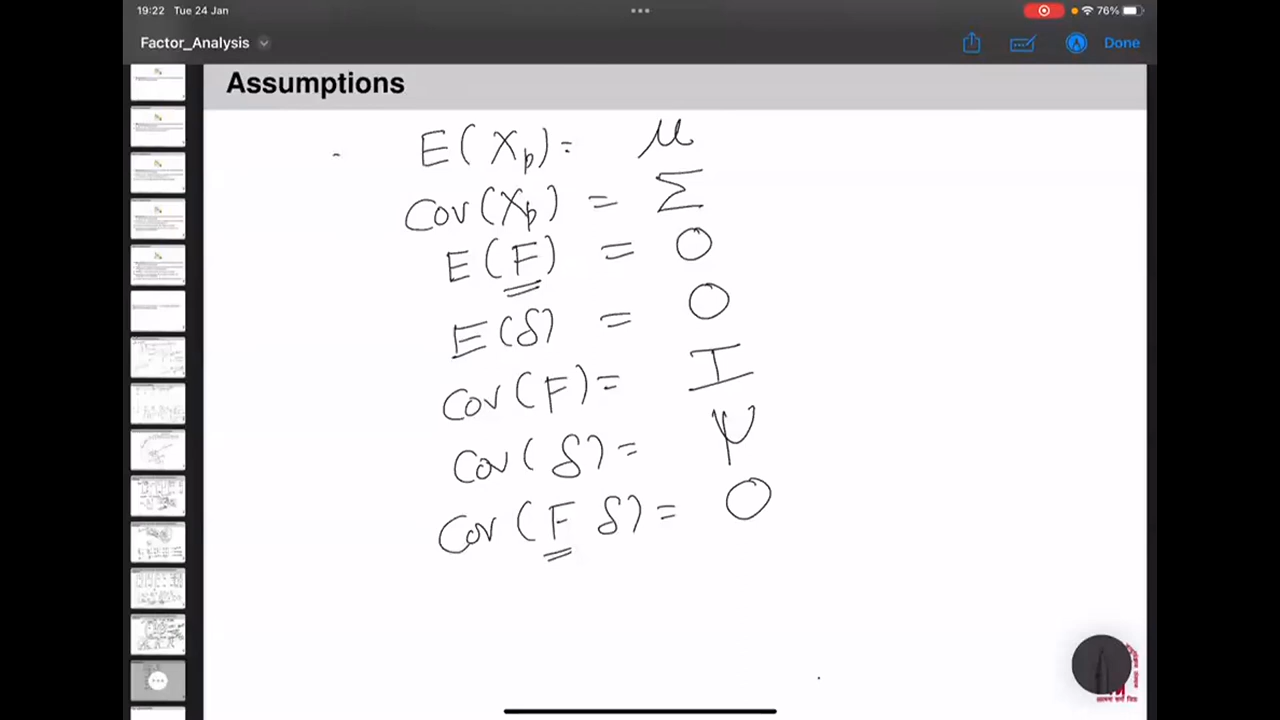 19:22 Tue 24 Jan
76%
Factor_Analysis
Done
Assumptions
E(Xp) = μ
Cov(Xp) = Σ
E(F) = 0
E(δ) = 0
Cov(F) = I
Cov(δ) = Ψ
Cov(F δ) = 0